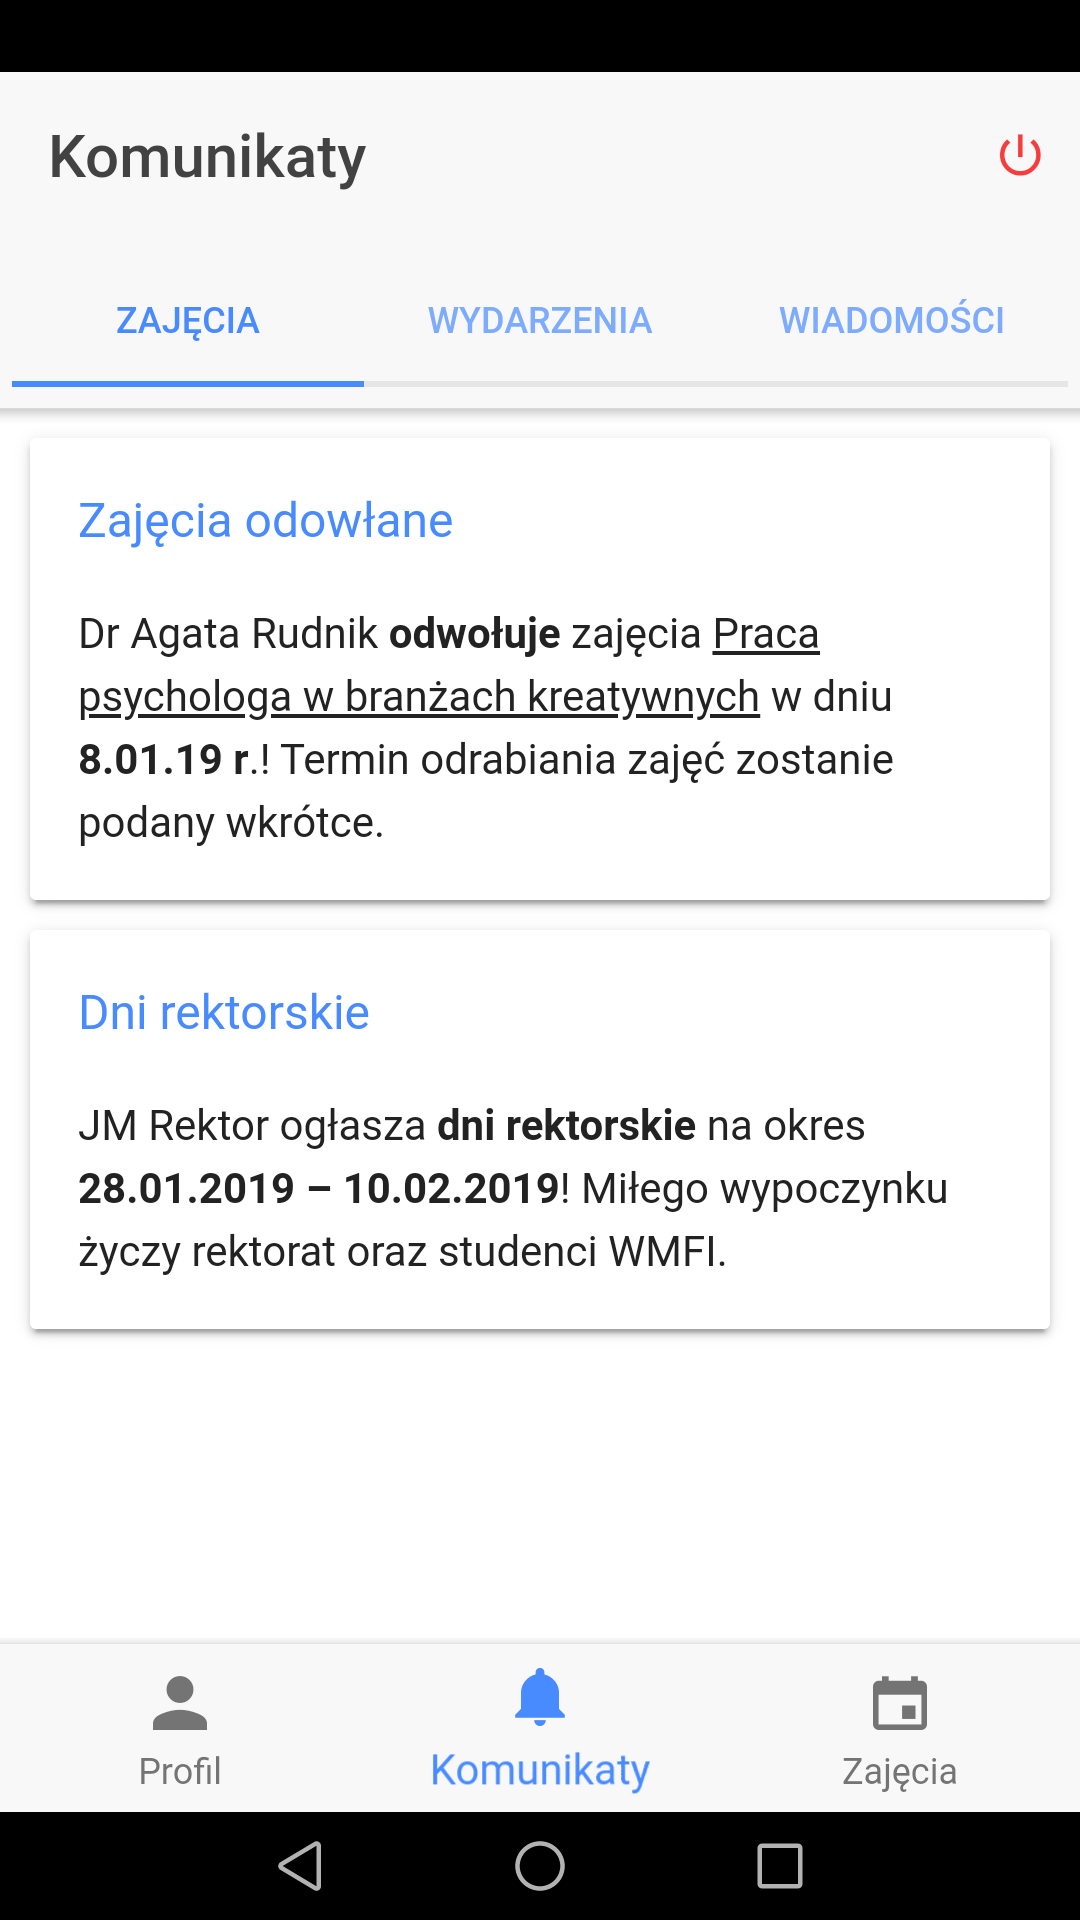 Komunikaty
ZAJĘCIA WYDARZENIA WIADOMOŚCI
Zajęcia odowłane
Dr Agata Rudnik odwołuje zajęcia Praca
psychologa w branżach kreatywnych w dniu
8.01.19 r.! Termin odrabiania zajęć zostanie
podany wkrótce.
Dni rektorskie
JM Rektor ogłasza dni rektorskie na okres
28.01.2019 – 10.02.2019! Miłego wypoczynku
życzy rektorat oraz studenci WMFI.
Profil Komunikaty Zajęcia